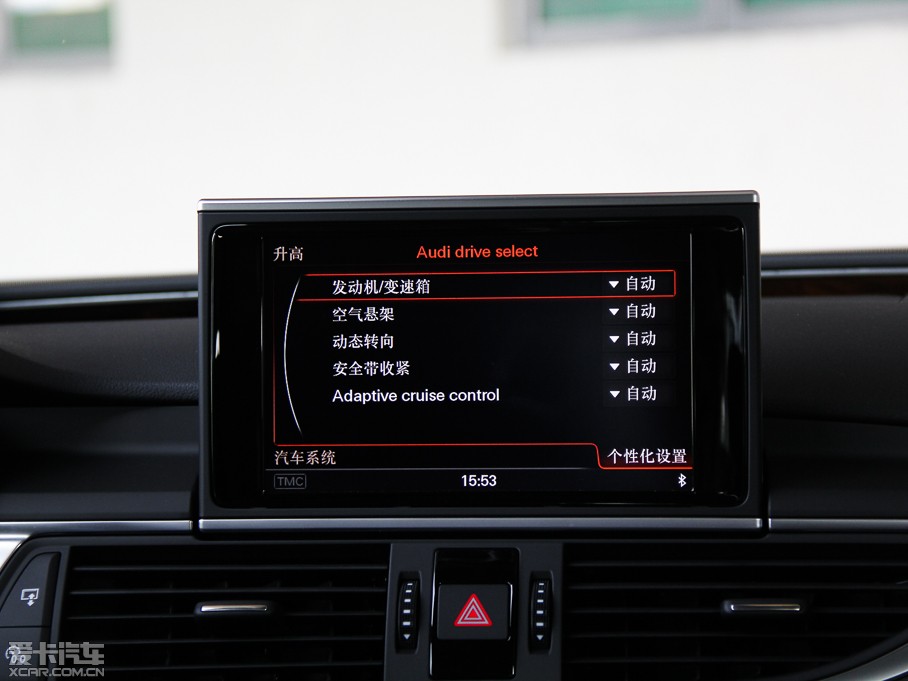 升高
Audi drive select
发动机/变速箱 自动
空气悬架 自动
动态转向 自动
安全带收紧 自动
Adaptive cruise control 自动
汽车系统 个性化设置
TMC 15:53
爱卡汽车
XCAR.COM.CN